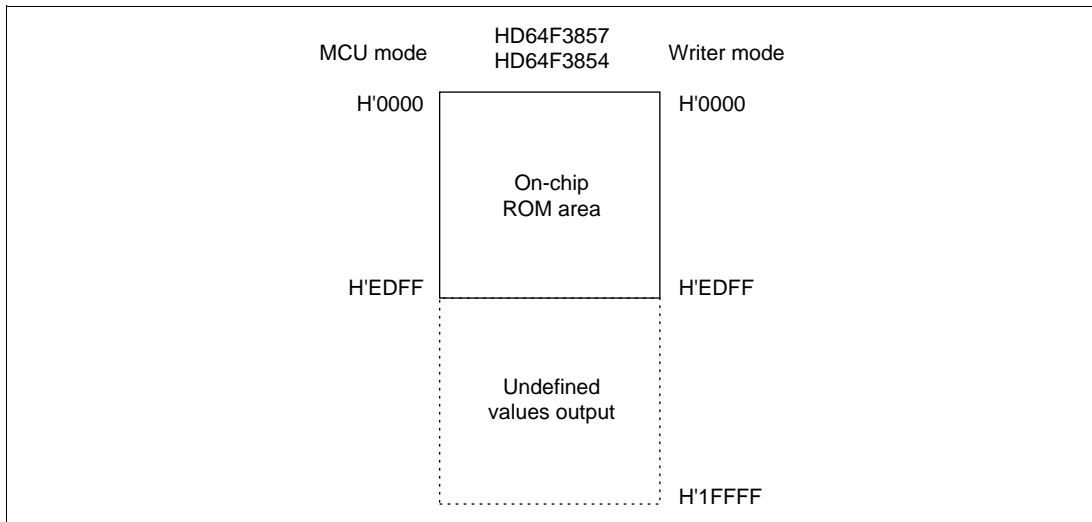 HD64F3857
MCU mode HD64F3854 Writer mode
H'0000 H'0000
On-chip
ROM area
H'EDFF H'EDFF
Undefined
values output
H'1FFFF